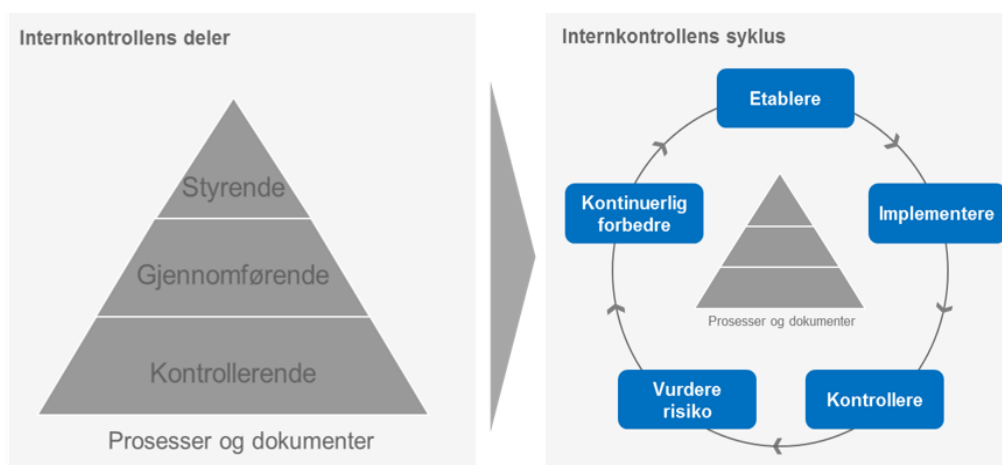 Internkontrollens deler
Styrende
Gjennomførende
Kontrollerende
Prosesser og dokumenter
Internkontrollens syklus
Etablere
Implementere
Kontrollere
Vurdere
risiko
Kontinuerlig
forbedre
Prosesser og dokumenter